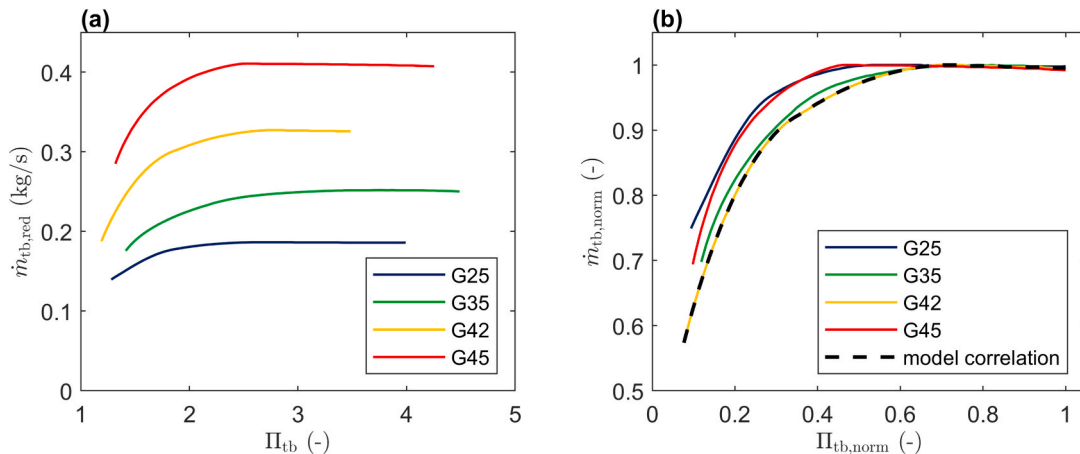 (a)
0.4
0.3
0.2
0.1
0
ṁtb,red (kg/s)
G25
G35
G42
G45
1 2 3 4 5
Πtb (-)
(b)
1
0.9
0.8
0.7
0.6
0.5
ṁtb,norm (-)
G25
G35
G42
G45
model correlation
0 0.2 0.4 0.6 0.8 1
Πtb,norm (-)